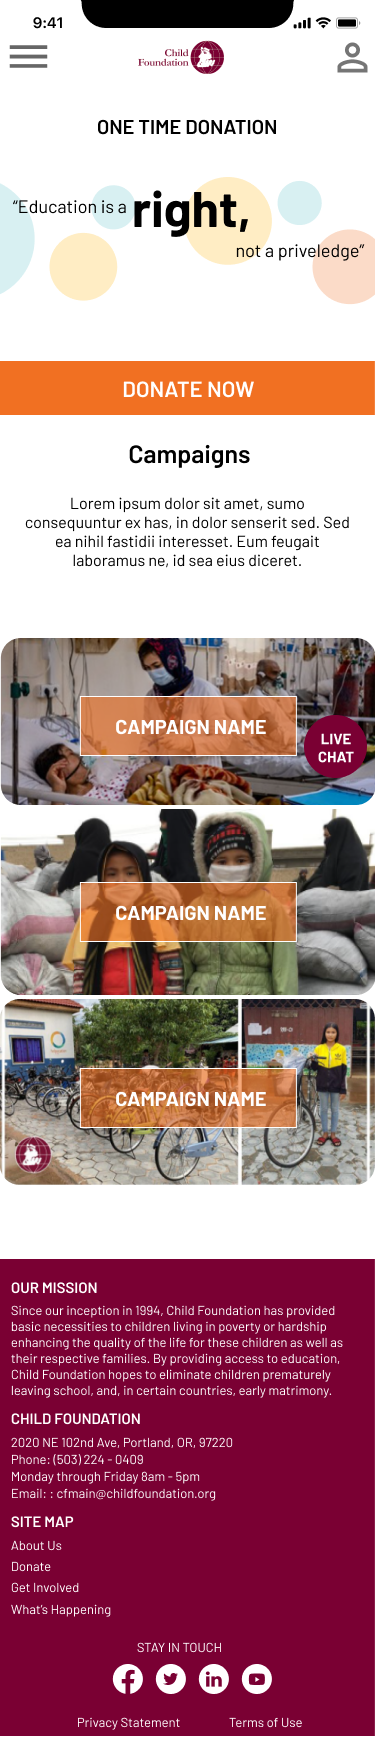 9:41
Child
Foundation
ONE TIME DONATION
“Education is a right,
not a priveledge”
DONATE NOW
Campaigns
Lorem ipsum dolor sit amet, sumo
consequuntur ex has, in dolor senserit sed. Sed
ea nihil fastidii interesset. Eum feugait
laboramus ne, id sea eius diceret.
CAMPAIGN NAME
LIVE
CHAT
CAMPAIGN NAME
CAMPAIGN NAME
OUR MISSION
Since our inception in 1994, Child Foundation has provided
basic necessities to children living in poverty or hardship
enhancing the quality of the life for these children as well as
their respective families. By providing access to education,
Child Foundation hopes to eliminate children prematurely
leaving school, and, in certain countries, early matrimony.
CHILD FOUNDATION
2020 NE 102nd Ave, Portland, OR, 97220
Phone: (503) 224 - 0409
Monday through Friday 8am - 5pm
Email: : cfmain@childfoundation.org
SITE MAP
About Us
Donate
Get Involved
What's Happening
STAY IN TOUCH
Privacy Statement Terms of Use